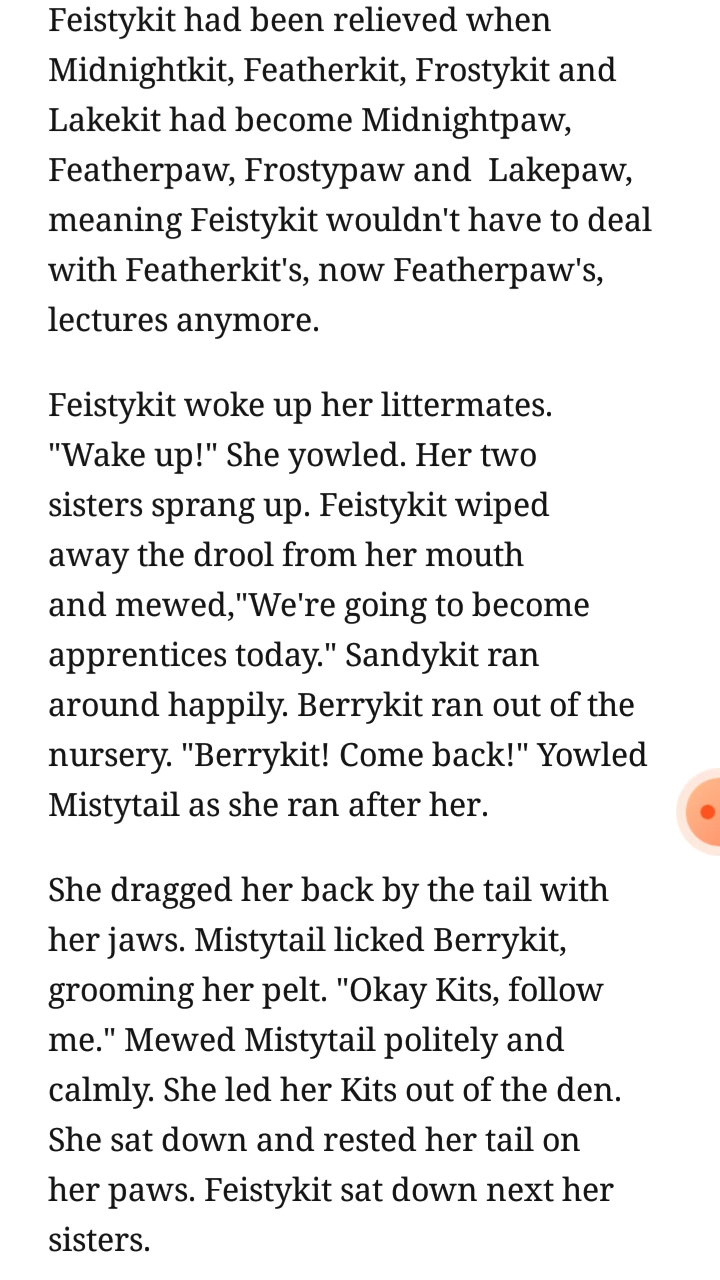 Feistykit had been relieved when
Midnightkit, Featherkit, Frostykit and
Lakekit had become Midnightpaw,
Featherpaw, Frostypaw and  Lakepaw,
meaning Feistykit wouldn't have to deal
with Featherkit's, now Featherpaw's,
lectures anymore.
Feistykit woke up her littermates.
"Wake up!" She yowled. Her two
sisters sprang up. Feistykit wiped
away the drool from her mouth
and mewed,"We're going to become
apprentices today." Sandykit ran
around happily. Berrykit ran out of the
nursery. "Berrykit! Come back!" Yowled
Mistytail as she ran after her.
She dragged her back by the tail with
her jaws. Mistytail licked Berrykit,
grooming her pelt. "Okay Kits, follow
me." Mewed Mistytail politely and
calmly. She led her Kits out of the den.
She sat down and rested her tail on
her paws. Feistykit sat down next her
sisters.